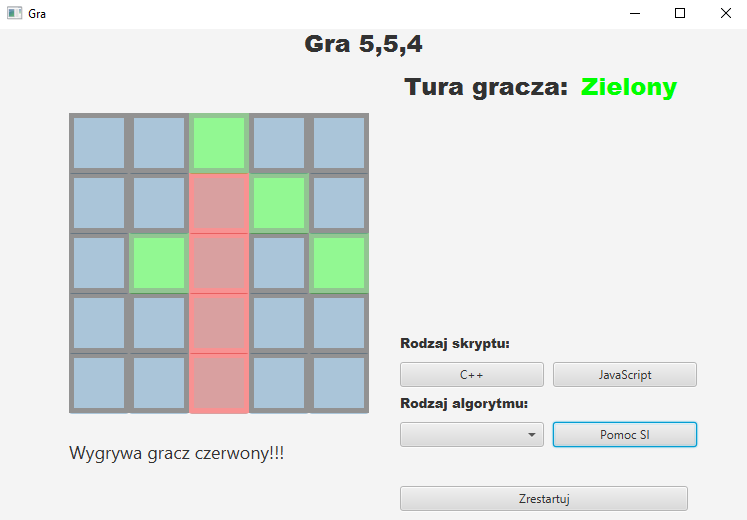 Gra
Gra 5,5,4
Tura gracza: Zielony
Rodzaj skryptu:
C++ JavaScript
Rodzaj algorytmu:
Pomoc SI
Wygrywa gracz czerwony!!!
Zrestartuj